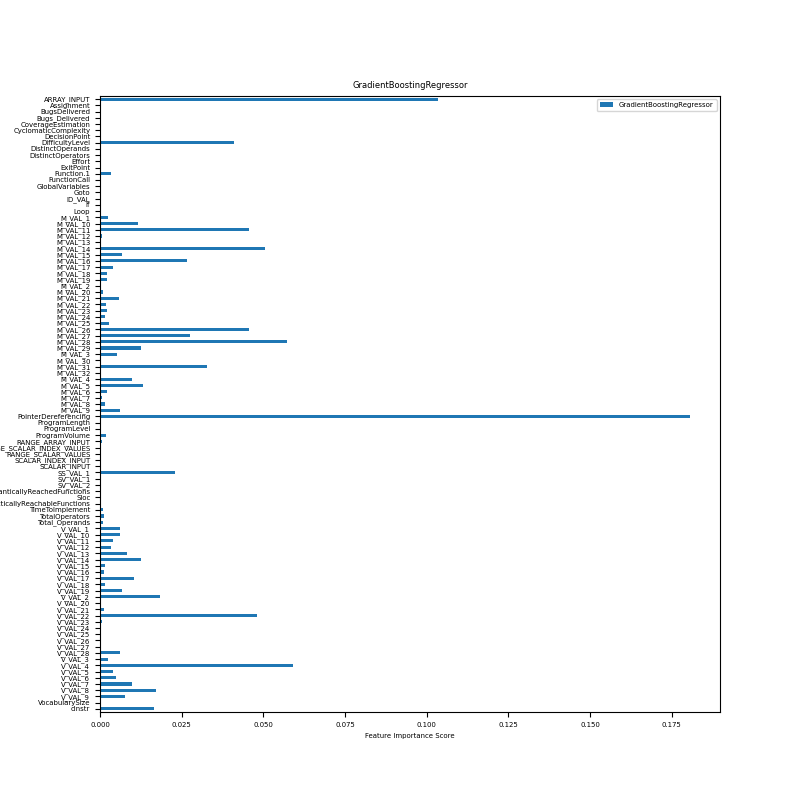 GradientBoostingRegressor
GradientBoostingRegressor
ARRAY_INPUT
Assignment
BugsDelivered
Bugs_Delivered
CoverageEstimation
CyclomaticComplexity
DecisionPoint
DifficultyLevel
DistinctOperands
DistinctOperators
Effort
ExitPoint
Function.1
FunctionCall
GlobalVariables
Goto
ID_VAL
If
Loop
M_VAL_1
M_VAL_10
M_VAL_11
M_VAL_12
M_VAL_13
M_VAL_14
M_VAL_15
M_VAL_16
M_VAL_17
M_VAL_18
M_VAL_19
M_VAL_2
M_VAL_20
M_VAL_21
M_VAL_22
M_VAL_23
M_VAL_24
M_VAL_25
M_VAL_26
M_VAL_27
M_VAL_28
M_VAL_29
M_VAL_3
M_VAL_30
M_VAL_31
M_VAL_32
M_VAL_4
M_VAL_5
M_VAL_6
M_VAL_7
M_VAL_8
M_VAL_9
PointerDereferencing
ProgramLength
ProgramLevel
ProgramVolume
RANGE_ARRAY_INPUT
E_SCALAR_INDEX_VALUES
RANGE_SCALAR_VALUES
SCALAR_INDEX_INPUT
SCALAR_INPUT
SS_VAL_1
SV_VAL_1
SV_VAL_2
anticallyReachedFunctions
Sloc
ticallyReachableFunctions
TimeToImplement
TotalOperators
Total_Operands
V_VAL_1
V_VAL_10
V_VAL_11
V_VAL_12
V_VAL_13
V_VAL_14
V_VAL_15
V_VAL_16
V_VAL_17
V_VAL_18
V_VAL_19
V_VAL_2
V_VAL_20
V_VAL_21
V_VAL_22
V_VAL_23
V_VAL_24
V_VAL_25
V_VAL_26
V_VAL_27
V_VAL_28
V_VAL_3
V_VAL_4
V_VAL_5
V_VAL_6
V_VAL_7
V_VAL_8
V_VAL_9
VocabularySize
cinstr
0.000 0.025 0.050 0.075 0.100 0.125 0.150 0.175
Feature Importance Score